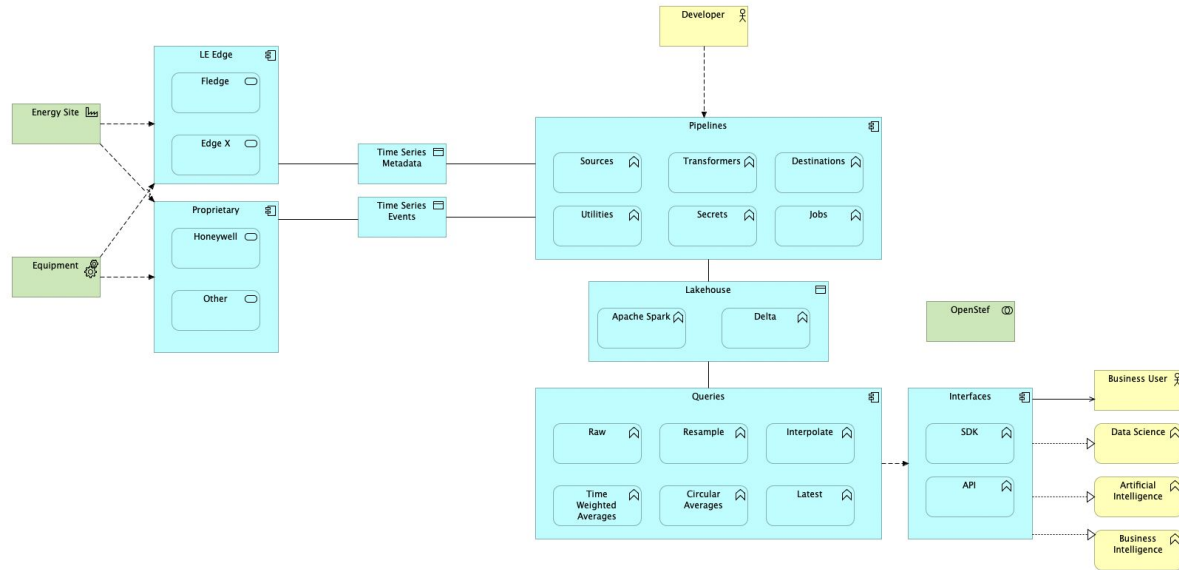 Developer
LE Edge
Fledge
Edge X
Energy Site
Equipment
Proprietary
Honeywell
Other
Time Series
Metadata
Time Series
Events
Pipelines
Sources
Transformers
Destinations
Utilities
Secrets
Jobs
Lakehouse
Apache Spark
Delta
OpenStef
Queries
Raw
Resample
Interpolate
Time
Weighted
Averages
Circular
Averages
Latest
Interfaces
SDK
API
Business User
Data Science
Artificial
Intelligence
Business
Intelligence